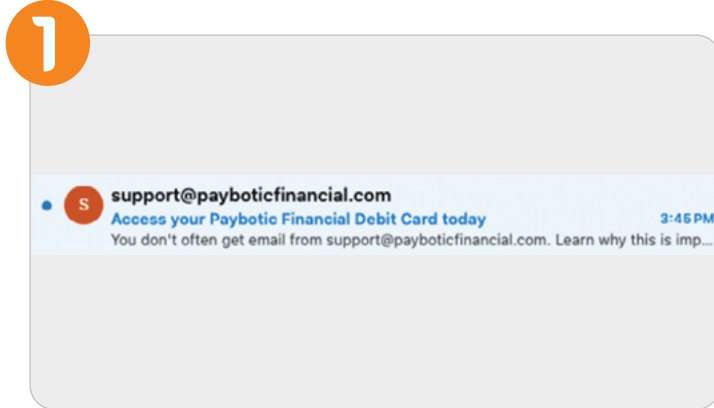 1
S
support@payboticfinancial.com
Access your Paybotic Financial Debit Card today
3:45 PM
You don't often get email from support@payboticfinancial.com. Learn why this is imp...